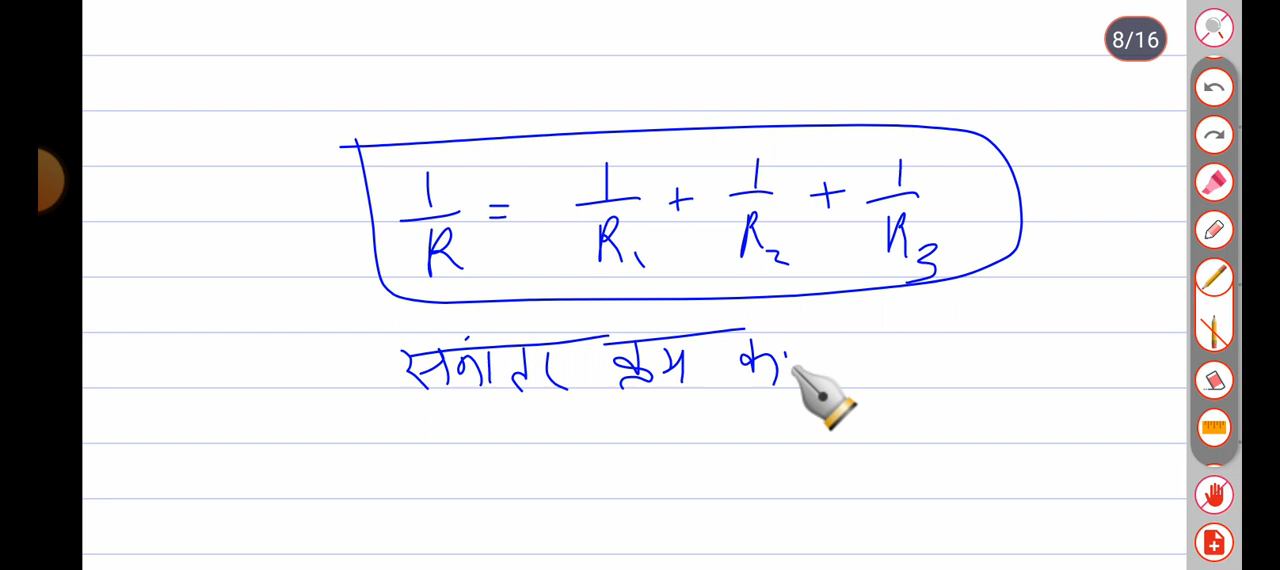 8/16
1/R = 1/R₁ + 1/R₂ + 1/R₃
समांतर क्रम का